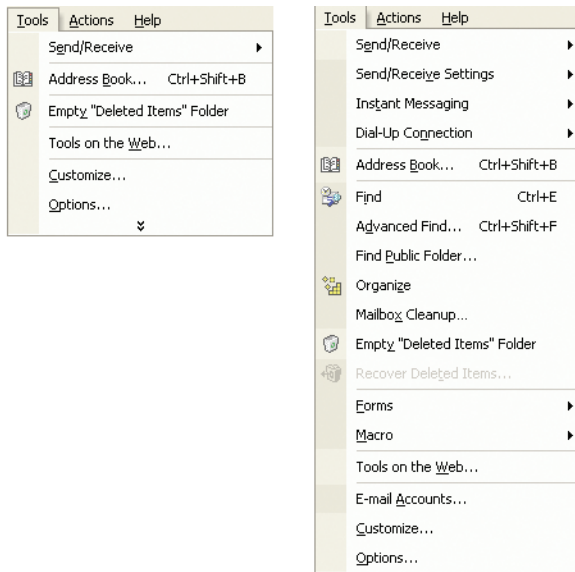 Tools Actions Help
Send/Receive
Address Book... Ctrl+Shift+B
Empty "Deleted Items" Folder
Tools on the Web...
Customize...
Options...
Tools Actions Help
Send/Receive
Send/Receive Settings
Instant Messaging
Dial-Up Connection
Address Book... Ctrl+Shift+B
Find Ctrl+E
Advanced Find... Ctrl+Shift+F
Find Public Folder...
Organize
Mailbox Cleanup...
Empty "Deleted Items" Folder
Recover Deleted Items...
Forms
Macro
Tools on the Web...
E-mail Accounts...
Customize...
Options...